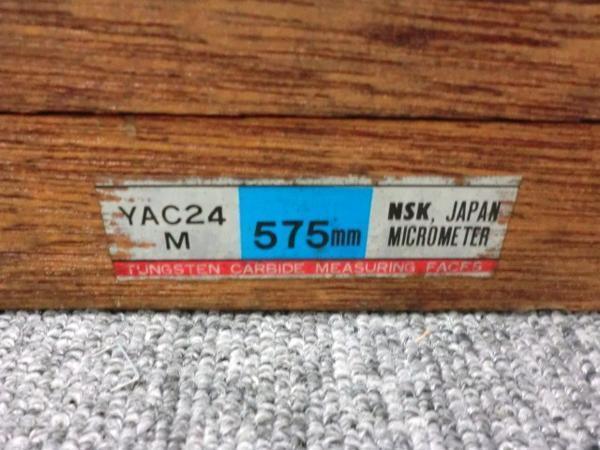 YAC24
M
575mm
NSK, JAPAN
MICROMETER
TUNGSTEN CARBIDE MEASURING FACES